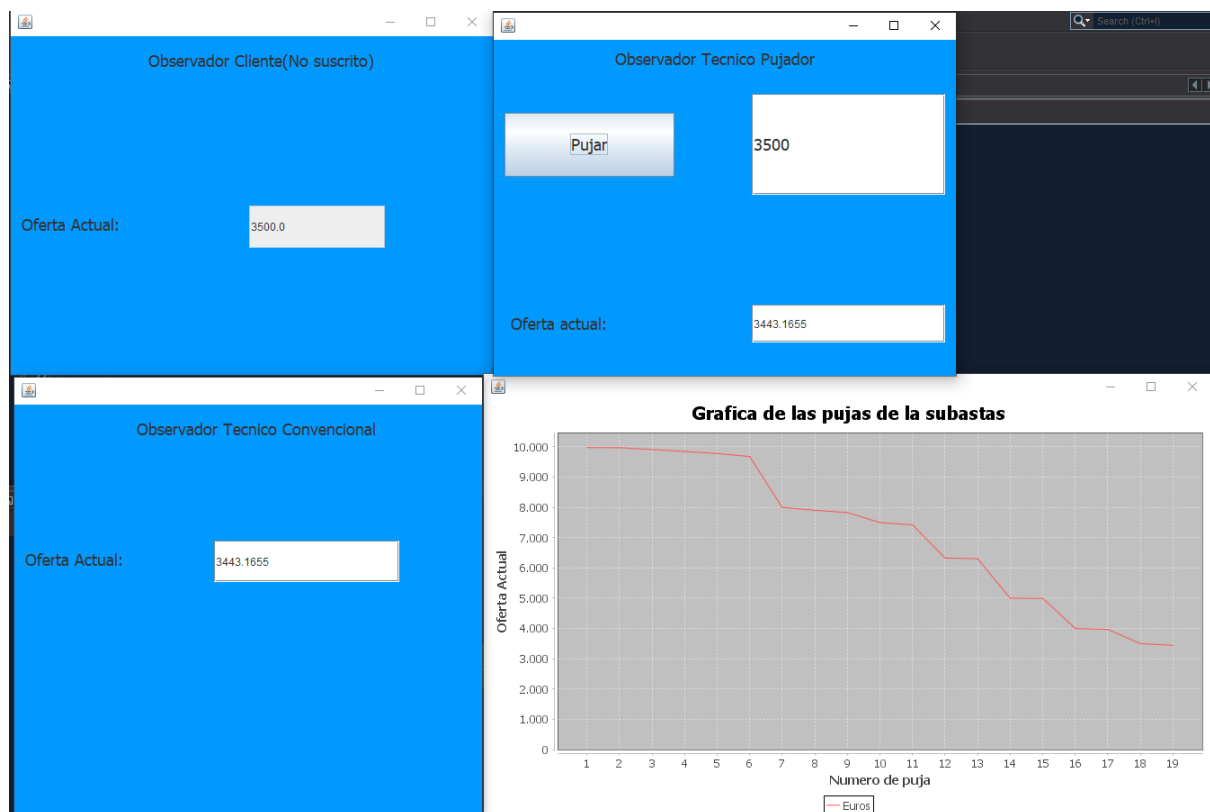 Search (Ctrl+I)
Observador Cliente(No suscrito)
Oferta Actual:
3500.0
Observador Tecnico Pujador
Pujar
3500
Oferta actual:
3443.1655
Observador Tecnico Convencional
Oferta Actual:
3443.1655
Grafica de las pujas de la subastas
Oferta Actual
10.000
9.000
8.000
7.000
6.000
5.000
4.000
3.000
2.000
1.000
0
1 2 3 4 5 6 7 8 9 10 11 12 13 14 15 16 17 18 19
Numero de puja
Euros